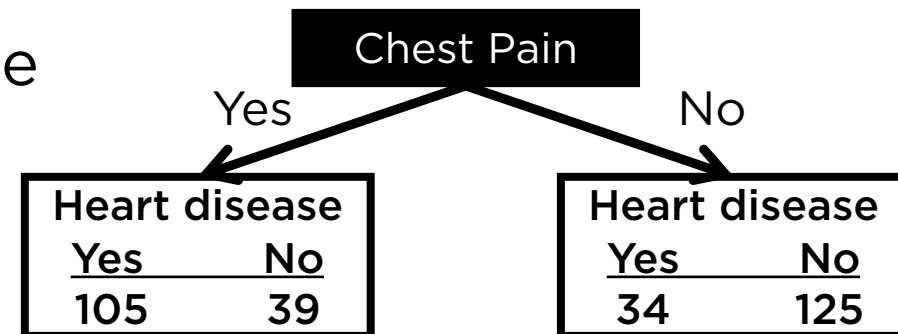 e
Chest Pain
Yes No
Heart disease
Yes No
105 39
Heart disease
Yes No
34 125